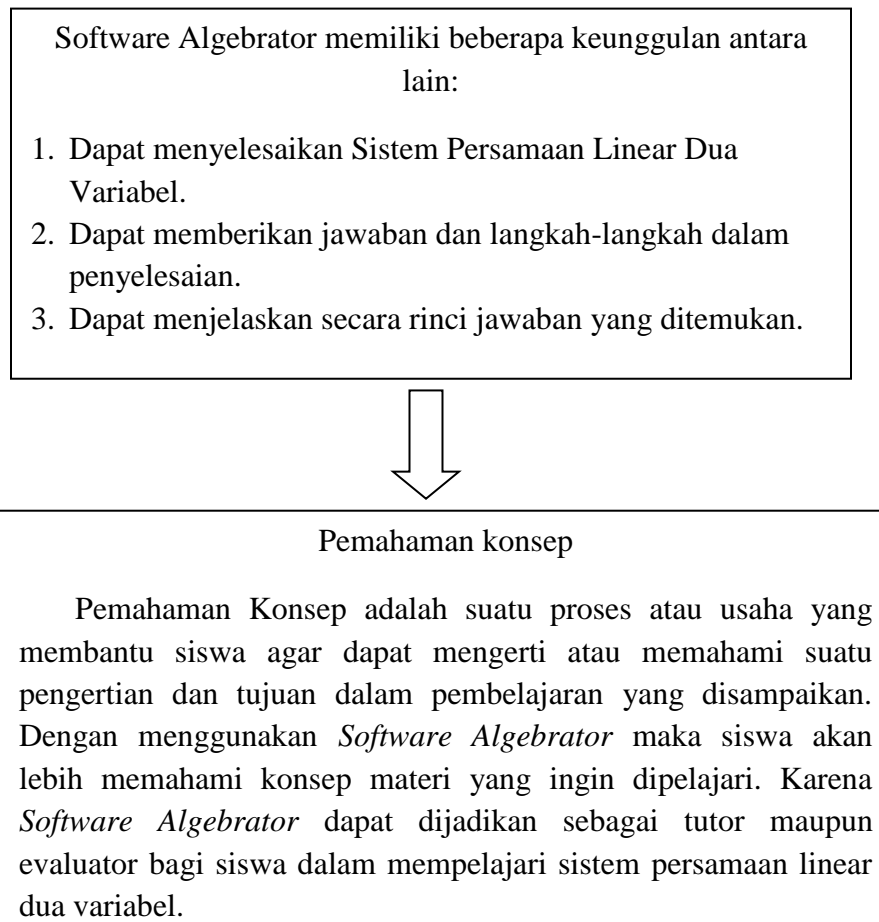 Software Algebrator memiliki beberapa keunggulan antara
lain:
1. Dapat menyelesaikan Sistem Persamaan Linear Dua
Variabel.
2. Dapat memberikan jawaban dan langkah-langkah dalam
penyelesaian.
3. Dapat menjelaskan secara rinci jawaban yang ditemukan.
Pemahaman konsep
Pemahaman Konsep adalah suatu proses atau usaha yang
membantu siswa agar dapat mengerti atau memahami suatu
pengertian dan tujuan dalam pembelajaran yang disampaikan.
Dengan menggunakan Software Algebrator maka siswa akan
lebih memahami konsep materi yang ingin dipelajari. Karena
Software Algebrator dapat dijadikan sebagai tutor maupun
evaluator bagi siswa dalam mempelajari sistem persamaan linear
dua variabel.